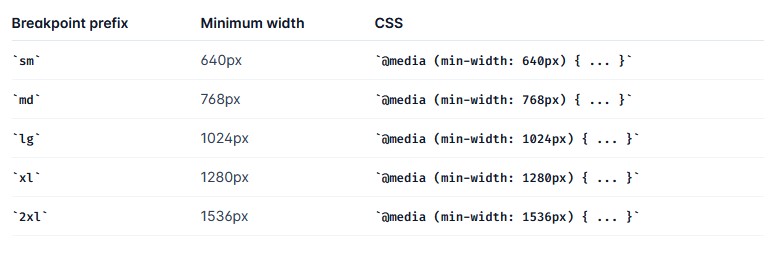 Breakpoint prefix Minimum width CSS
`sm` 640px `@media (min-width: 640px) { ... }`
`md` 768px `@media (min-width: 768px) { ... }`
`lg` 1024px `@media (min-width: 1024px) { ... }`
`xl` 1280px `@media (min-width: 1280px) { ... }`
`2xl` 1536px `@media (min-width: 1536px) { ... }`